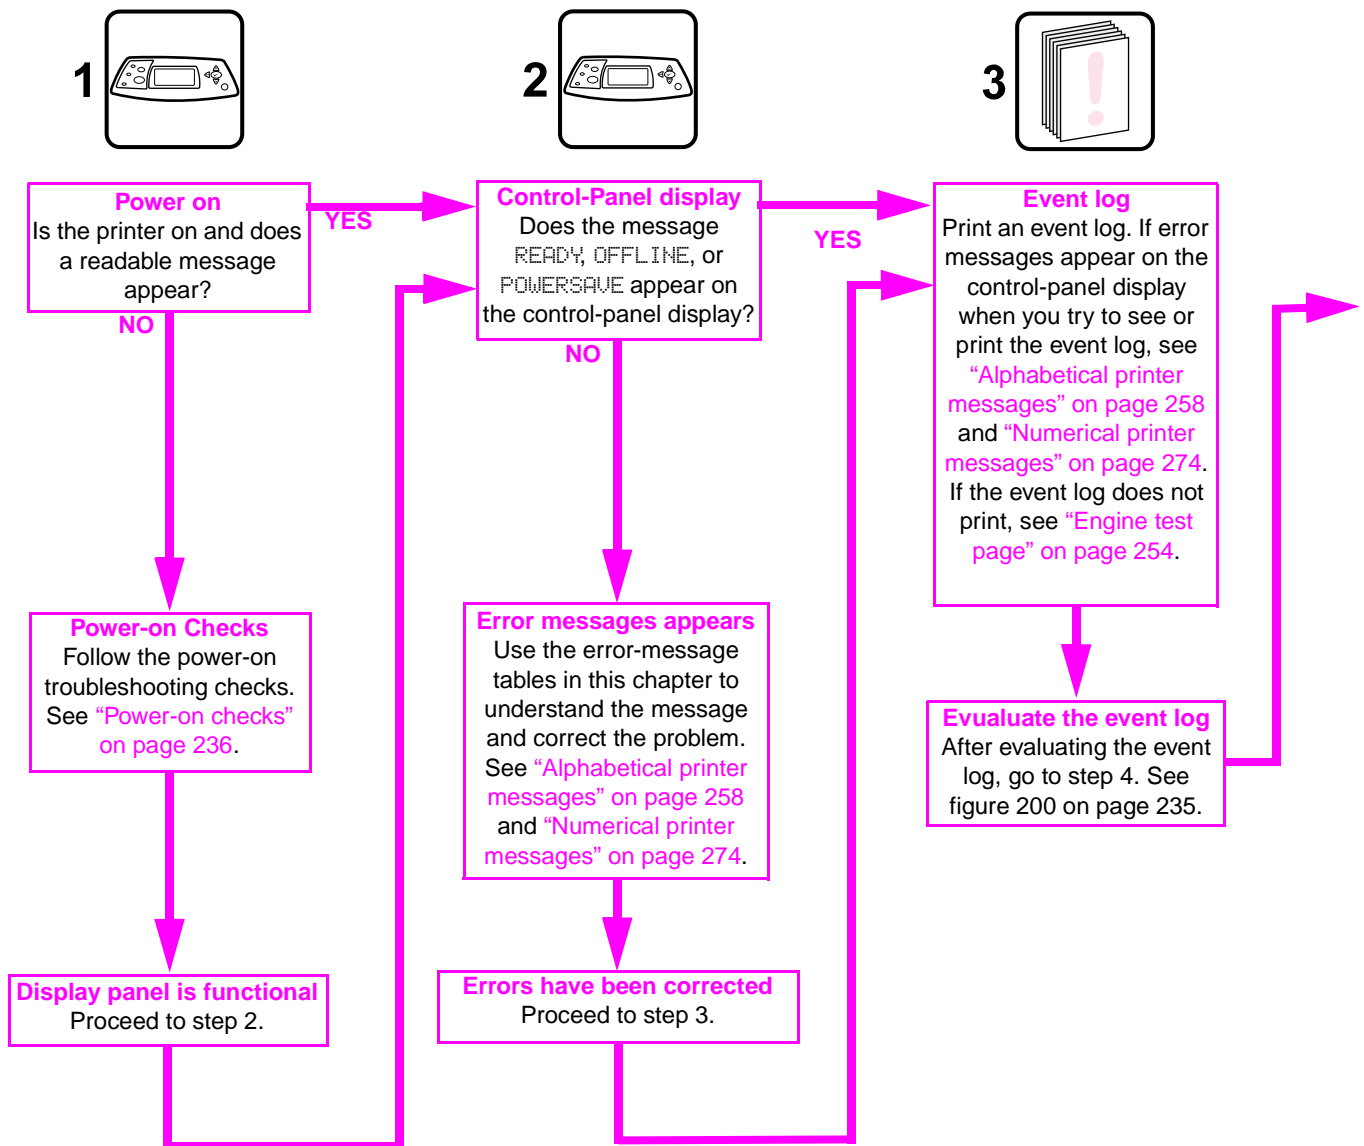 1
2
3
Power on
Is the printer on and does
a readable message
appear?
YES
NO
Power-on Checks
Follow the power-on
troubleshooting checks.
See “Power-on checks”
on page 236.
Display panel is functional
Proceed to step 2.
Control-Panel display
Does the message
READY, OFFLINE, or
POWERSAVE appear on
the control-panel display?
YES
NO
Error messages appears
Use the error-message
tables in this chapter to
understand the message
and correct the problem.
See “Alphabetical printer
messages” on page 258
and “Numerical printer
messages” on page 274.
Errors have been corrected
Proceed to step 3.
Event log
Print an event log. If error
messages appear on the
control-panel display
when you try to see or
print the event log, see
“Alphabetical printer
messages” on page 258
and “Numerical printer
messages” on page 274.
If the event log does not
print, see “Engine test
page” on page 254.
Evualuate the event log
After evaluating the event
log, go to step 4. See
figure 200 on page 235.